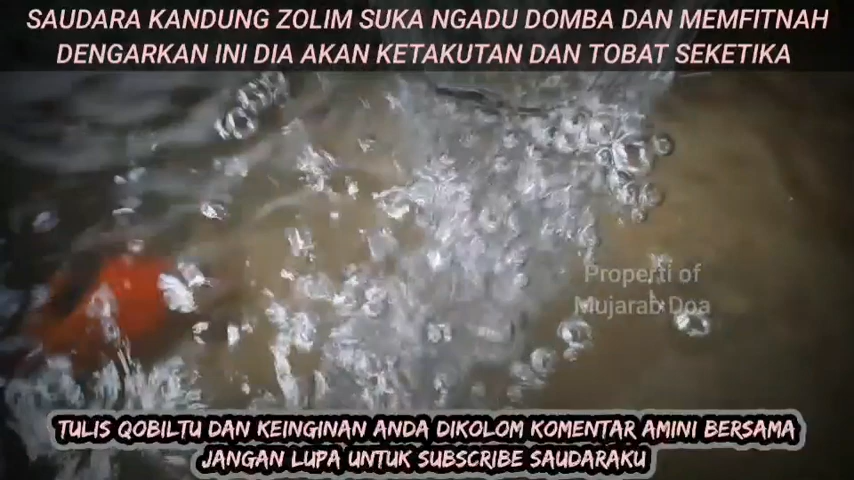 SAUDARA KANDUNG ZOLIM SUKA NGADU DOMBA DAN MEMFITNAH
DENGARKAN INI DIA AKAN KETAKUTAN DAN TOBAT SEKETIKA
Properti of
Mujarab Doa
TULIS QOBILTU DAN KEINGINAN ANDA DIKOLOM KOMENTAR AMINI BERSAMA
JANGAN LUPA UNTUK SUBSCRIBE SAUDARAKU